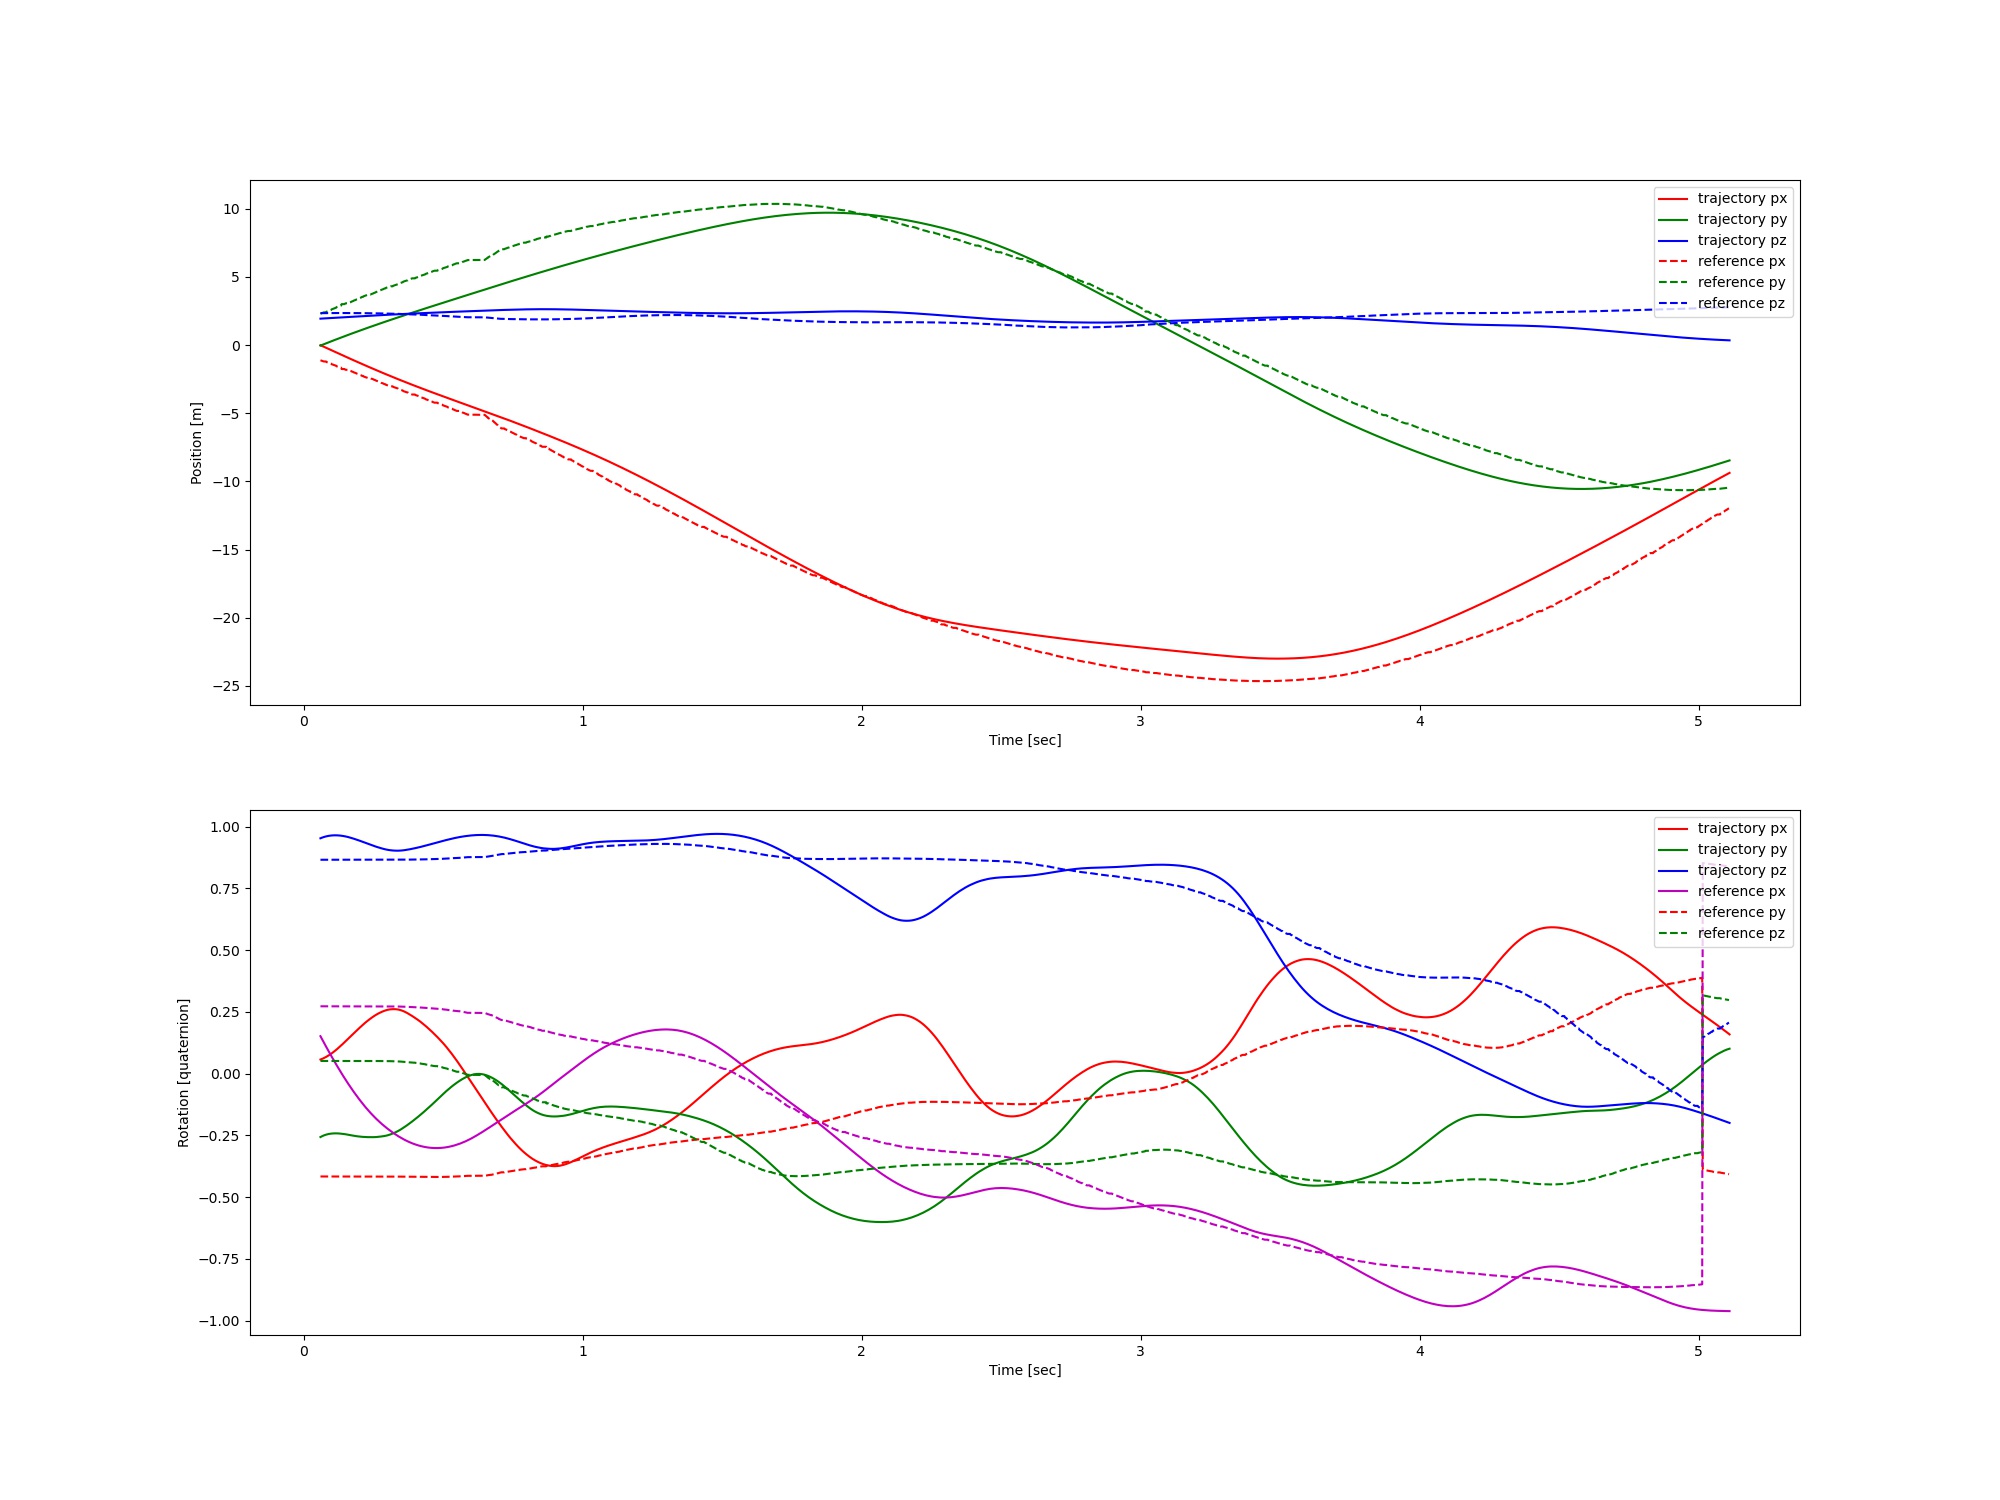 10
5
0
−5
−10
−15
−20
−25
Position [m]
0 1 2 3 4 5
Time [sec]
trajectory px
trajectory py
trajectory pz
reference px
reference py
reference pz
1.00
0.75
0.50
0.25
0.00
−0.25
−0.50
−0.75
−1.00
Rotation [quaternion]
0 1 2 3 4 5
Time [sec]
trajectory px
trajectory py
trajectory pz
reference px
reference py
reference pz